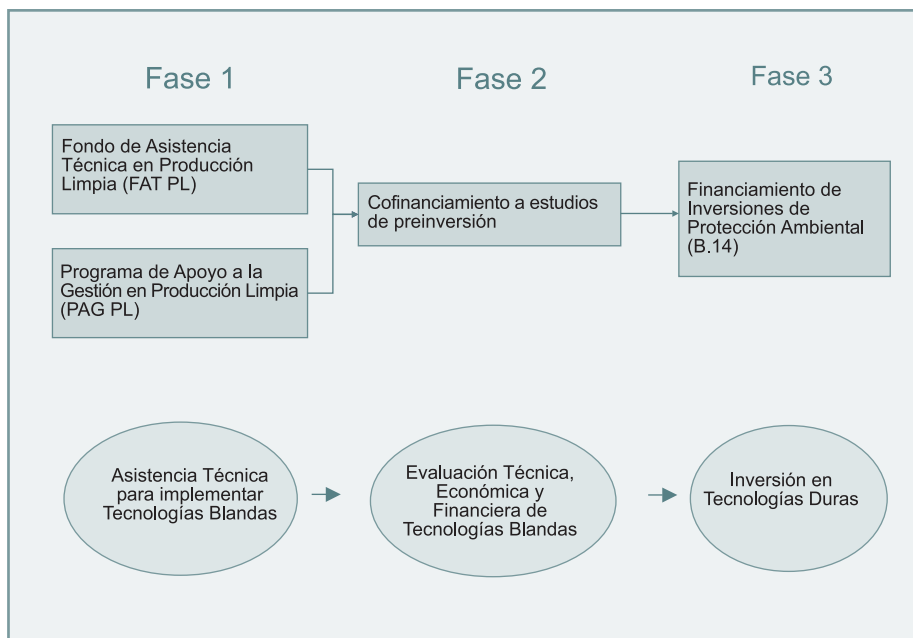 Fase 1
Fase 2
Fase 3
Fondo de Asistencia
Técnica en Producción
Limpia (FAT PL)
Programa de Apoyo a la
Gestión en Producción Limpia
(PAG PL)
Cofinanciamiento a estudios
de preinversión
Financiamiento de
Inversiones de
Protección Ambiental
(B.14)
Asistencia Técnica
para implementar
Tecnologías Blandas
Evaluación Técnica,
Económica y
Financiera de
Tecnologías Blandas
Inversión en
Tecnologías Duras